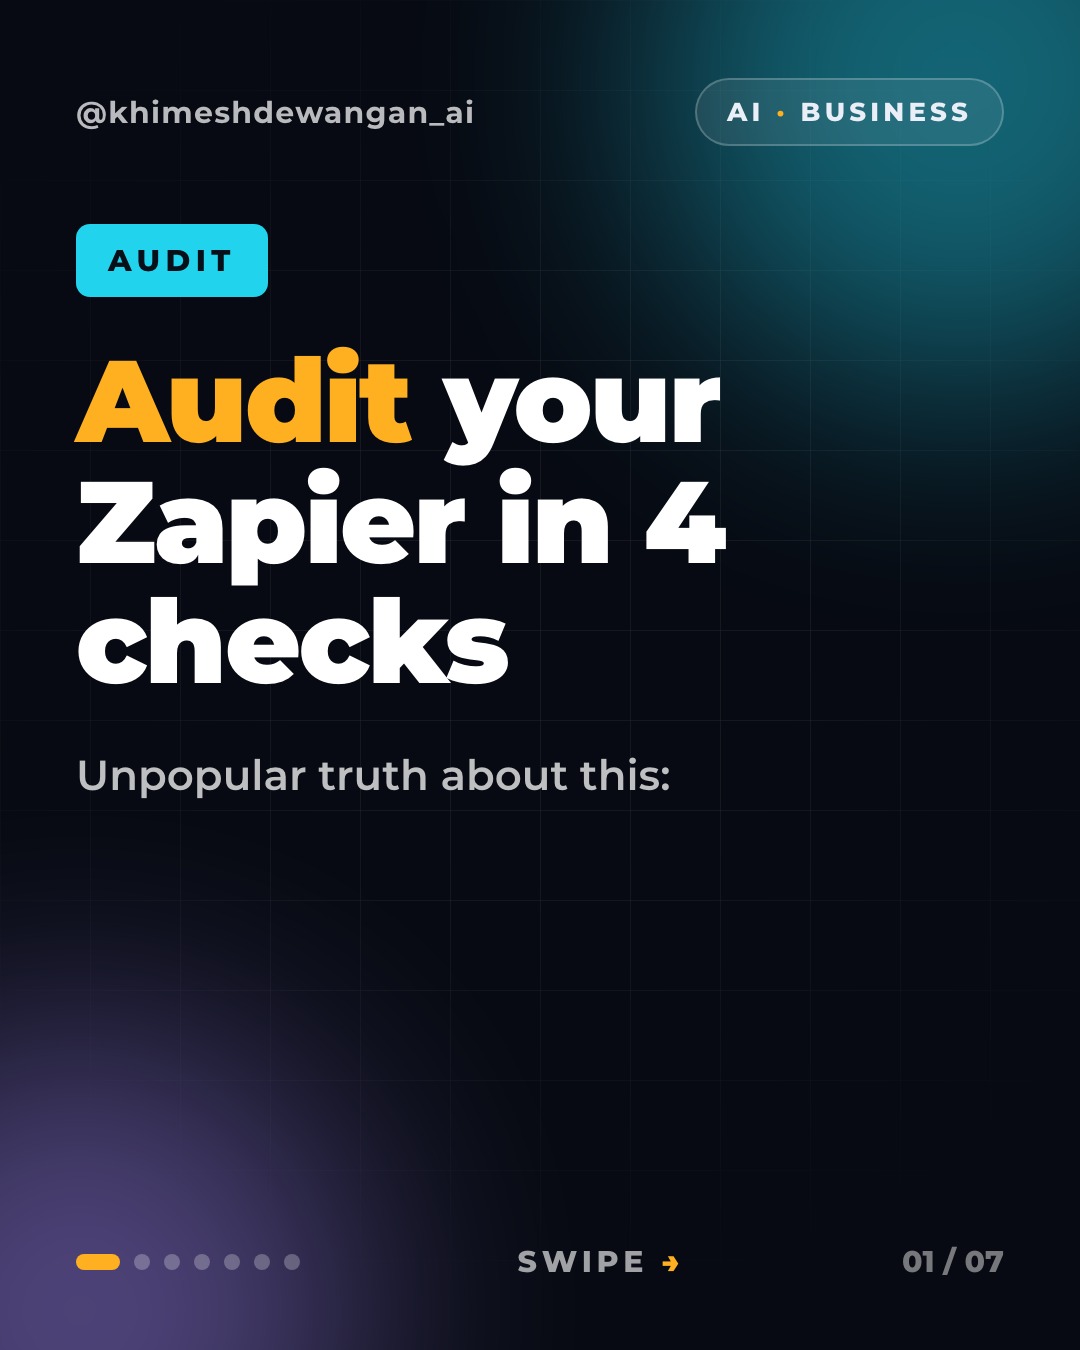 @khimeshdewangan_ai
AI · BUSINESS
AUDIT
Audit your
Zapier in 4
checks
Unpopular truth about this:
SWIPE →
01 / 07